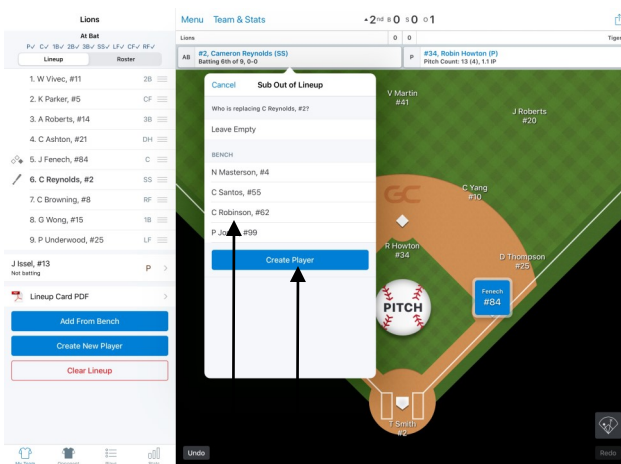 Lions
At Bat
P✓ C✓ 1B✓ 2B✓ 3B✓ SS✓ LF✓ CF✓ RF✓
Lineup Roster
1. W Vivec, #11 2B
2. K Parker, #5 CF
3. A Roberts, #14 3B
4. C Ashton, #21 DH
5. J Fenech, #84 C
6. C Reynolds, #2 SS
7. C Browning, #8 RF
8. G Wong, #15 1B
9. P Underwood, #25 LF
J Issel, #13 P
Not batting
Lineup Card PDF
Add From Bench
Create New Player
Clear Lineup
Menu Team & Stats
▲2nd B 0 S 0 O 1
Lions 0 0 Tiger
AB #2, Cameron Reynolds (SS)
Batting 6th of 9, 0-0
P #34, Robin Howton (P)
Pitch Count: 13 (4), 1.1 IP
Cancel Sub Out of Lineup
Who is replacing C Reynolds, #2?
Leave Empty
BENCH
N Masterson, #4
C Santos, #55
C Robinson, #62
#99
Create Player
V Martin
#41
J Roberts
#20
GC
C Yang
#10
R Howton
#34
D Thompson
#25
Fenech
#84
PITCH
T Smith
#2
Undo
Redo